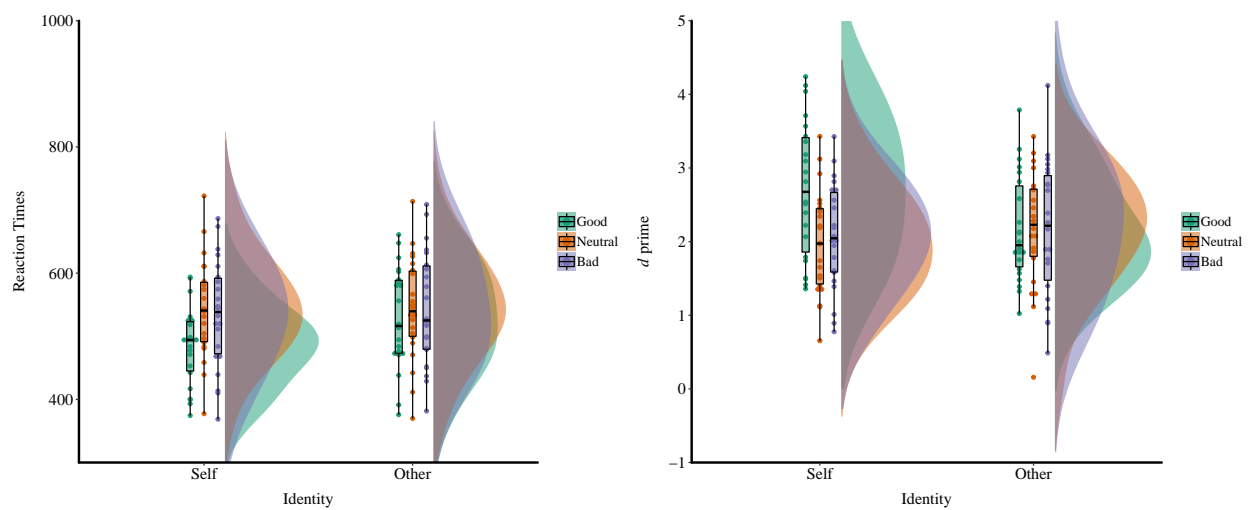 1000
800
600
400
Reaction Times
Self
Other
Identity
Good
Neutral
Bad
5
4
3
2
1
0
−1
d prime
Self
Other
Identity
Good
Neutral
Bad